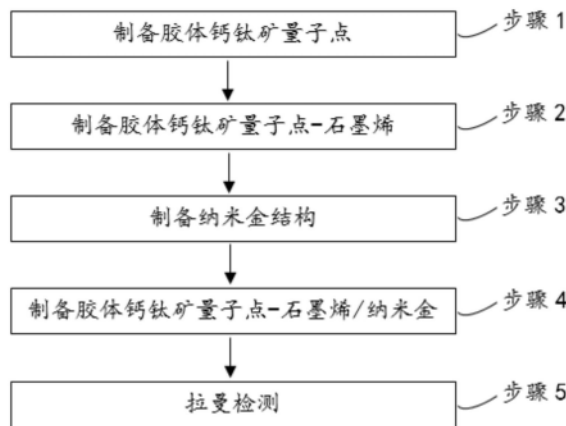 制备胶体钙钛矿量子点 步骤 1
制备胶体钙钛矿量子点-石墨烯 步骤 2
制备纳米金结构 步骤 3
制备胶体钙钛矿量子点-石墨烯/纳米金 步骤 4
拉曼检测 步骤 5